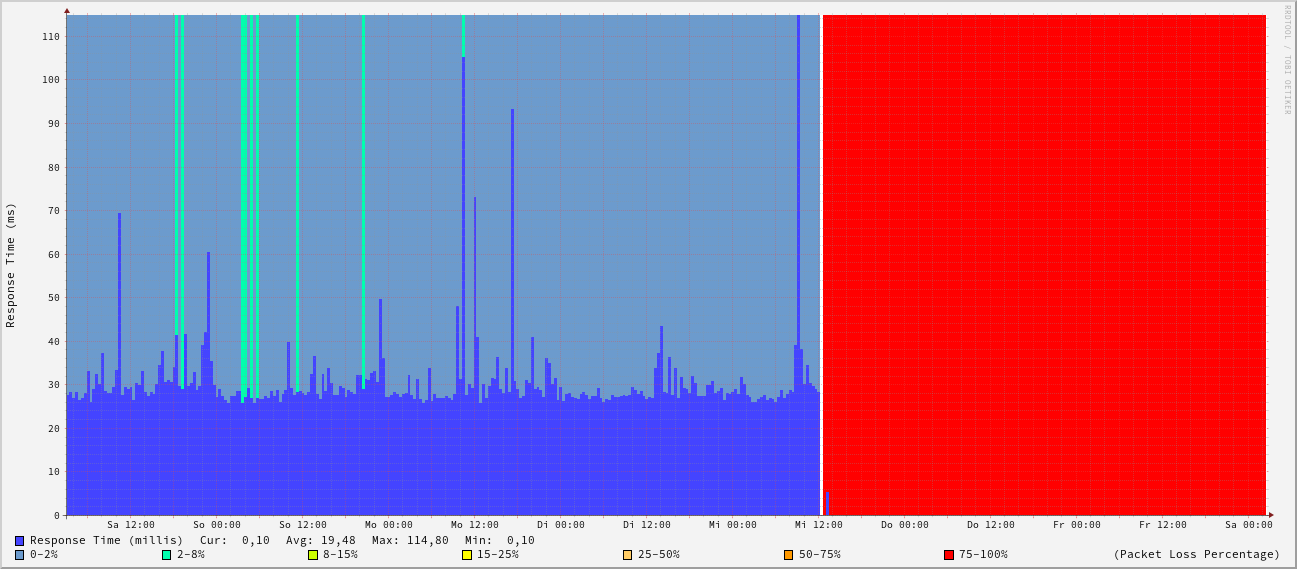 RRDTOOL / TOBI OETIKER
Response Time (ms)
110
100
90
80
70
60
50
40
30
20
10
0
Sa 12:00 So 00:00 So 12:00 Mo 00:00 Mo 12:00 Di 00:00 Di 12:00 Mi 00:00 Mi 12:00 Do 00:00 Do 12:00 Fr 00:00 Fr 12:00 Sa 00:00
Response Time (millis) Cur: 0,10 Avg: 19,48 Max: 114,80 Min: 0,10
0-2% 2-8% 8-15% 15-25% 25-50% 50-75% 75-100% (Packet Loss Percentage)